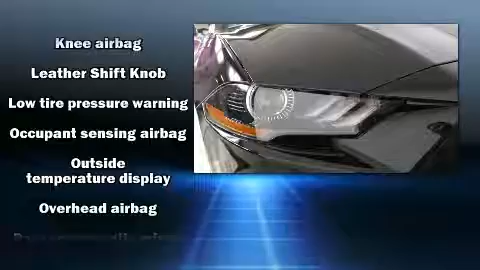 Knee airbag
Leather Shift Knob
Low tire pressure warning
Occupant sensing airbag
Outside
temperature display
Overhead airbag